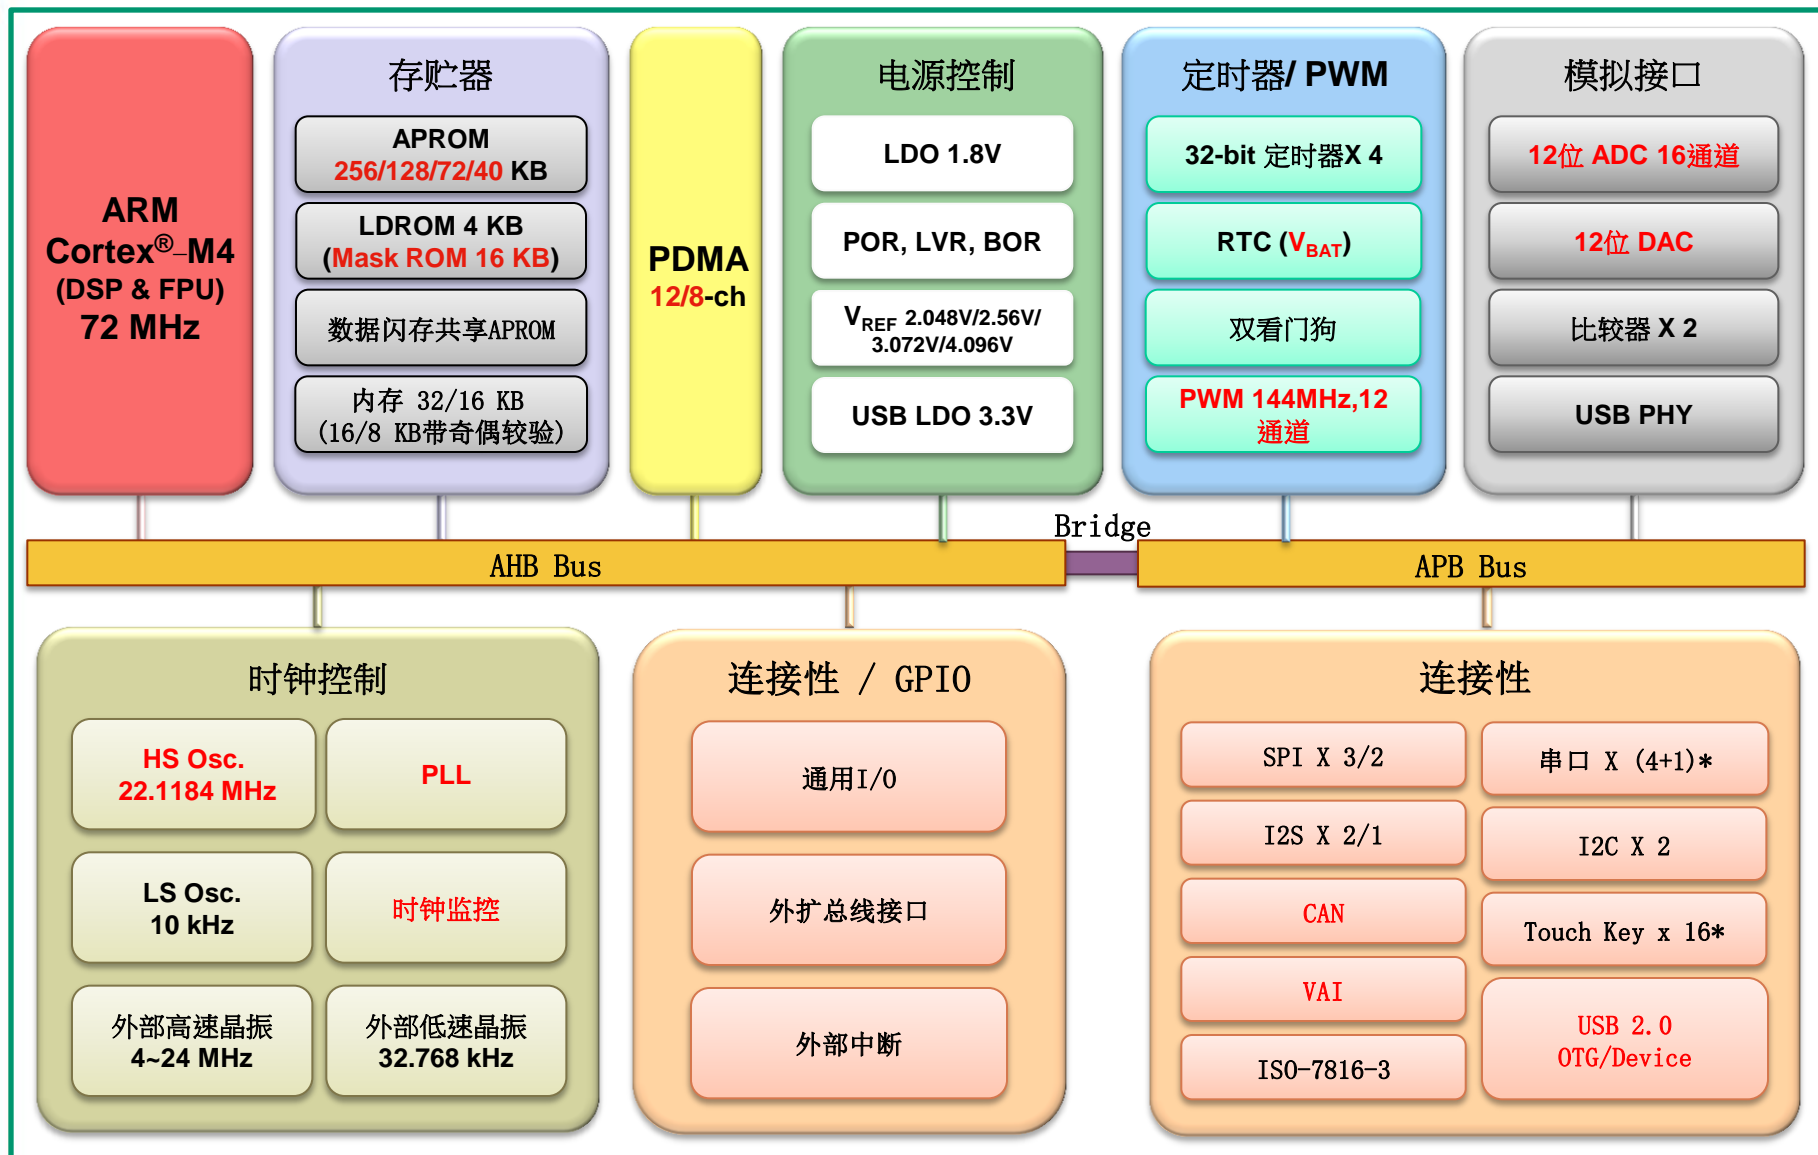 ARM
Cortex®-M4
(DSP & FPU)
72 MHz
存贮器
APROM
256/128/72/40 KB
LDROM 4 KB
(Mask ROM 16 KB)
数据闪存共享APROM
内存 32/16 KB
(16/8 KB带奇偶较验)
PDMA
12/8-ch
电源控制
LDO 1.8V
POR, LVR, BOR
VREF 2.048V/2.56V/
3.072V/4.096V
USB LDO 3.3V
定时器/ PWM
32-bit 定时器X 4
RTC (VBAT)
双看门狗
PWM 144MHz,12
通道
模拟接口
12位 ADC 16通道
12位 DAC
比较器 X 2
USB PHY
Bridge
AHB Bus
APB Bus
时钟控制
HS Osc.
22.1184 MHz
PLL
LS Osc.
10 kHz
时钟监控
外部高速晶振
4~24 MHz
外部低速晶振
32.768 kHz
连接性 / GPIO
通用I/O
外扩总线接口
外部中断
连接性
SPI X 3/2
I2S X 2/1
CAN
VAI
ISO-7816-3
串口 X (4+1)*
I2C X 2
Touch Key x 16*
USB 2.0
OTG/Device